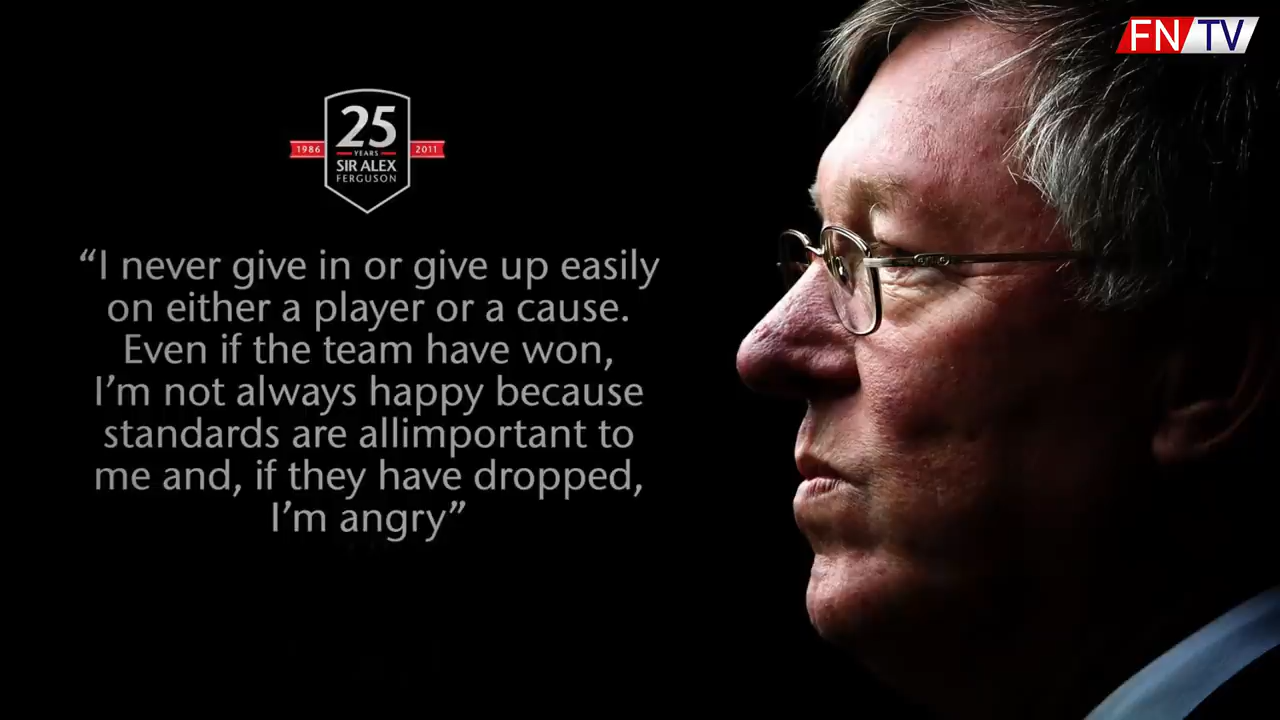 FN/TV
25
1986 YEARS 2011
SIR ALEX
FERGUSON
“I never give in or give up easily
on either a player or a cause.
Even if the team have won,
I’m not always happy because
standards are allimportant to
me and, if they have dropped,
I’m angry”